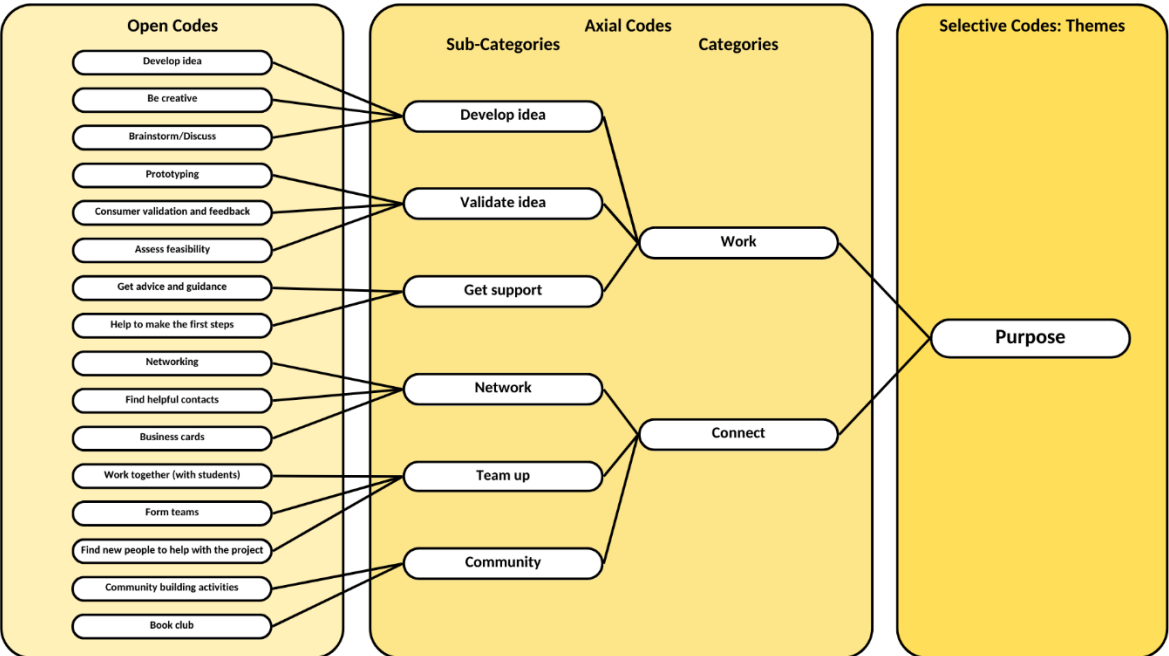 Open Codes
Develop idea
Be creative
Brainstorm/Discuss
Prototyping
Consumer validation and feedback
Assess feasibility
Get advice and guidance
Help to make the first steps
Networking
Find helpful contacts
Business cards
Work together (with students)
Form teams
Find new people to help with the project
Community building activities
Book club
Axial Codes
Sub-Categories
Categories
Develop idea
Validate idea
Get support
Network
Team up
Community
Work
Connect
Selective Codes: Themes
Purpose